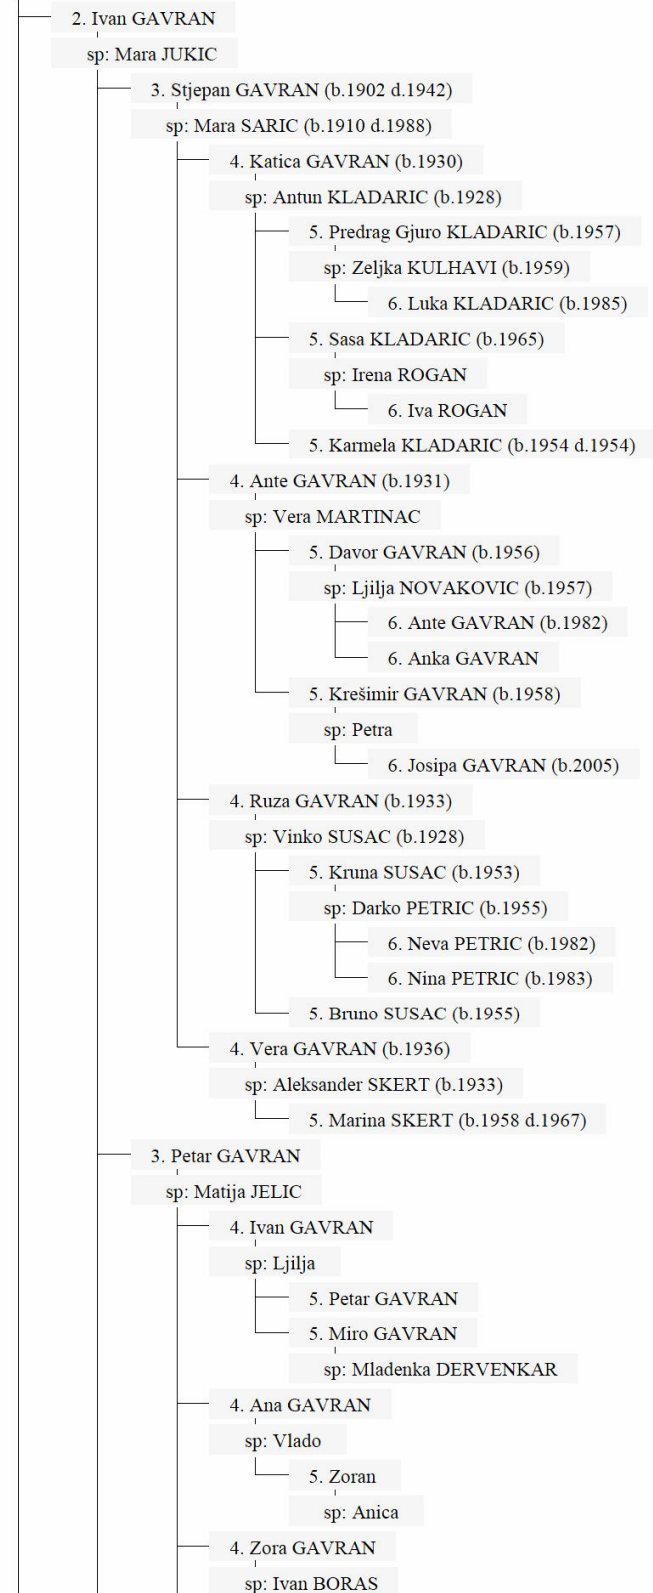 2. Ivan GAVRAN
sp: Mara JUKIC
3. Stjepan GAVRAN (b.1902 d.1942)
sp: Mara SARIC (b.1910 d.1988)
4. Katica GAVRAN (b.1930)
sp: Antun KLADARIC (b.1928)
5. Predrag Gjuro KLADARIC (b.1957)
sp: Zeljka KULHAVI (b.1959)
6. Luka KLADARIC (b.1985)
5. Sasa KLADARIC (b.1965)
sp: Irena ROGAN
6. Iva ROGAN
5. Karmela KLADARIC (b.1954 d.1954)
4. Ante GAVRAN (b.1931)
sp: Vera MARTINAC
5. Davor GAVRAN (b.1956)
sp: Ljilja NOVAKOVIC (b.1957)
6. Ante GAVRAN (b.1982)
6. Anka GAVRAN
5. Krešimir GAVRAN (b.1958)
sp: Petra
6. Josipa GAVRAN (b.2005)
4. Ruza GAVRAN (b.1933)
sp: Vinko SUSAC (b.1928)
5. Kruna SUSAC (b.1953)
sp: Darko PETRIC (b.1955)
6. Neva PETRIC (b.1982)
6. Nina PETRIC (b.1983)
5. Bruno SUSAC (b.1955)
4. Vera GAVRAN (b.1936)
sp: Aleksander SKERT (b.1933)
5. Marina SKERT (b.1958 d.1967)
3. Petar GAVRAN
sp: Matija JELIC
4. Ivan GAVRAN
sp: Ljilja
5. Petar GAVRAN
5. Miro GAVRAN
sp: Mladenka DERVENKAR
4. Ana GAVRAN
sp: Vlado
5. Zoran
sp: Anica
4. Zora GAVRAN
sp: Ivan BORAS